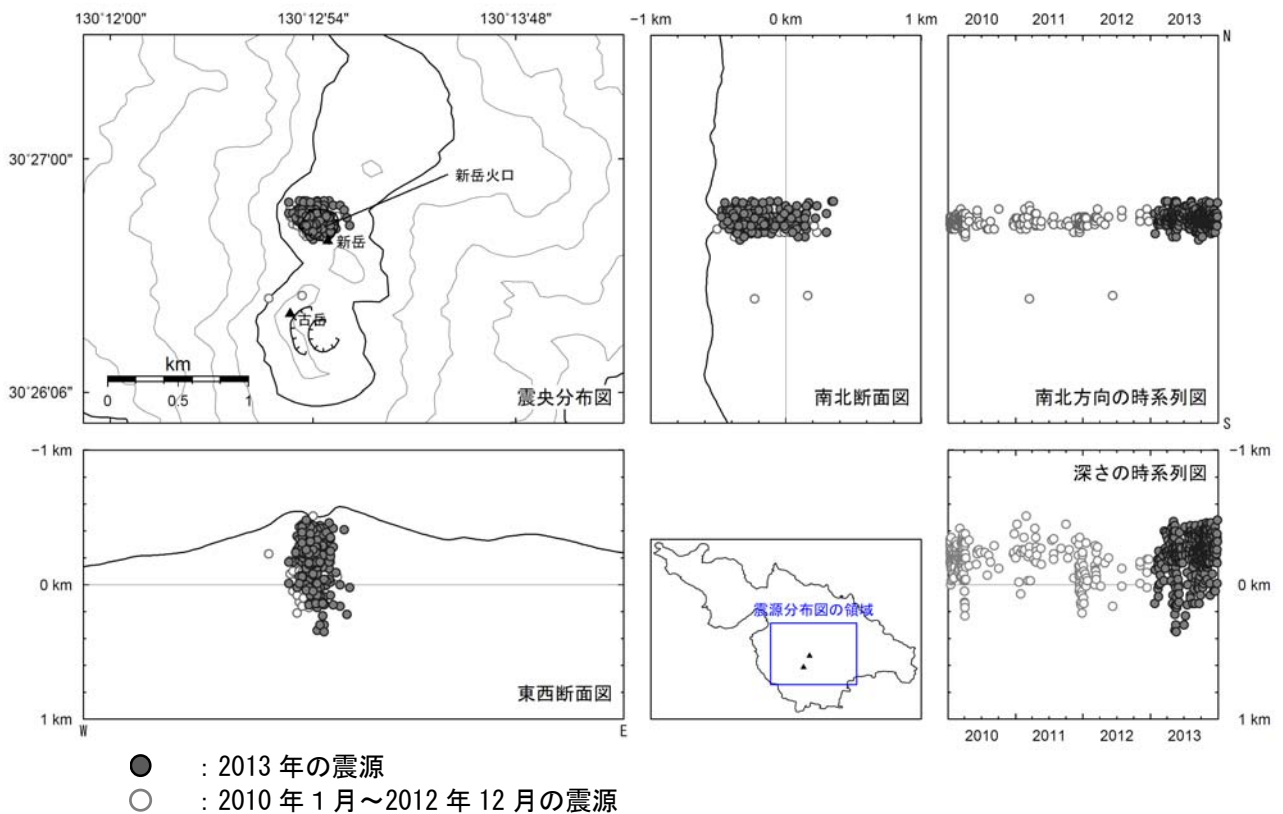 130°12'00"
130°12'54"
130°13'48"
-1 km
0 km
1 km
2010
2011
2012
2013
N
30°27'00"
新岳火口
新岳
古岳
km
0
0.5
1
30°26'06"
震央分布図
南北断面図
南北方向の時系列図
S
-1 km
0 km
1 km
W
E
東西断面図
震源分布図の領域
深さの時系列図
-1 km
0 km
1 km
2010
2011
2012
2013
：2013 年の震源
：2010 年１月～2012 年 12 月の震源